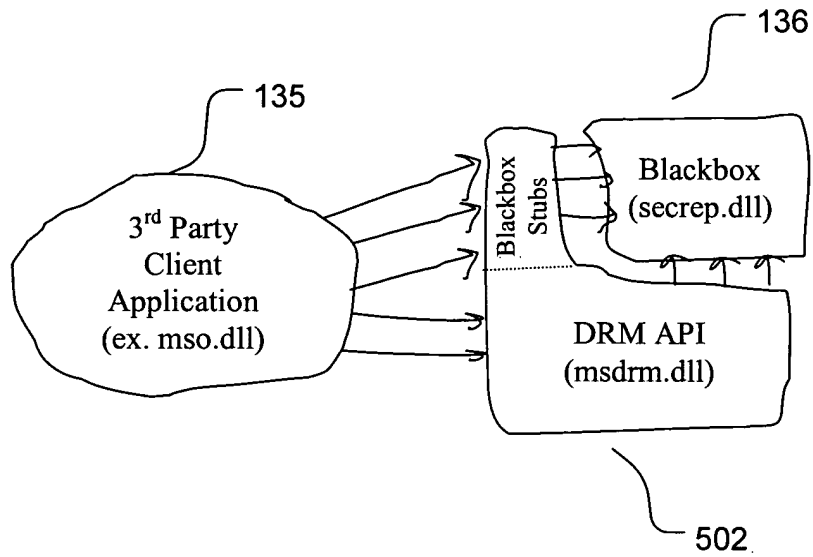 135
3rd Party
Client
Application
(ex. mso.dll)
Blackbox
Stubs
136
Blackbox
(secrep.dll)
DRM API
(msdrm.dll)
502